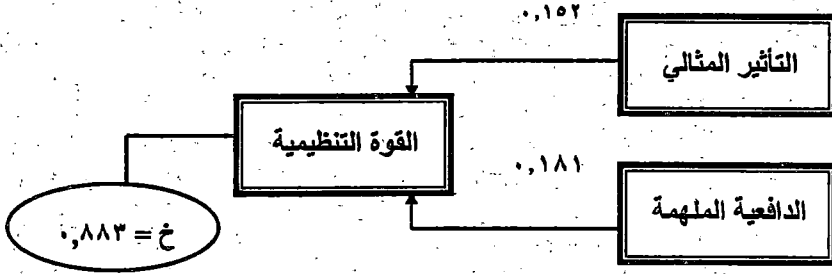 ٠,١٥٢
التأثير المثالي
القوة التنظيمية
٠,١٨١
الدافعية الملهمة
خ = ٠,٨٨٣